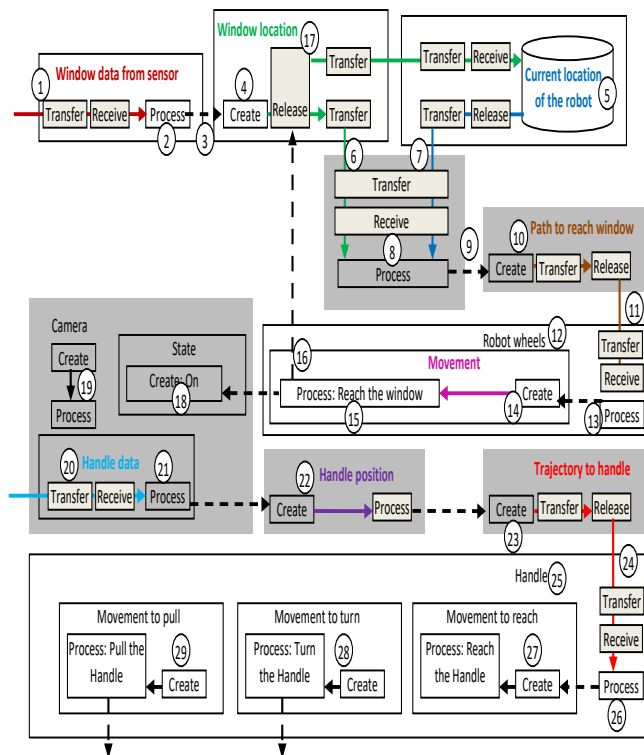 Window location
17
Window data from sensor
1
4
Transfer
Transfer
Receive
Current location
of the robot
5
Transfer
Receive
Process
Create
Release
Transfer
Transfer
Release
2
3
6
7
Transfer
Receive
8
Process
9
10
Path to reach window
Create
Transfer
Release
11
Camera
Create
19
Process
State
Create: On
18
16
Robot wheels
12
Movement
Process: Reach the window
15
Create
14
Transfer
Receive
13
Process
Handle data
20
21
Transfer
Receive
Process
22
Handle position
Create
Process
Trajectory to handle
Create
Transfer
Release
23
24
Handle
25
Transfer
Receive
Process
26
Movement to pull
Process: Pull the
Handle
29
Create
Movement to turn
Process: Turn
the Handle
28
Create
Movement to reach
Process: Reach
the Handle
27
Create